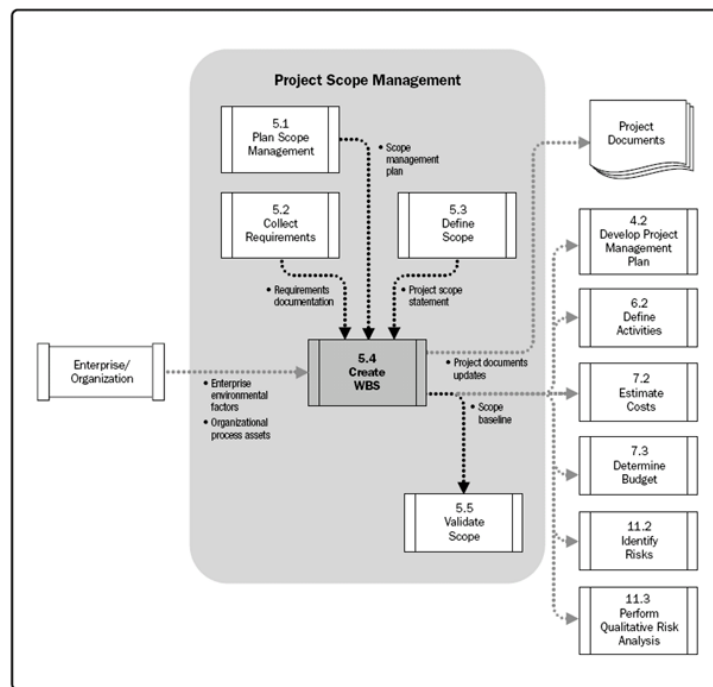 Project Scope Management
5.1
Plan Scope
Management
• Scope
management
plan
5.2
Collect
Requirements
5.3
Define
Scope
• Requirements
documentation
• Project scope
statement
Enterprise/
Organization
• Enterprise
environmental
factors
• Organizational
process assets
5.4
Create
WBS
• Project documents
updates
• Scope
baseline
5.5
Validate
Scope
Project
Documents
4.2
Develop Project
Management
Plan
6.2
Define
Activities
7.2
Estimate
Costs
7.3
Determine
Budget
11.2
Identify
Risks
11.3
Perform
Qualitative Risk
Analysis